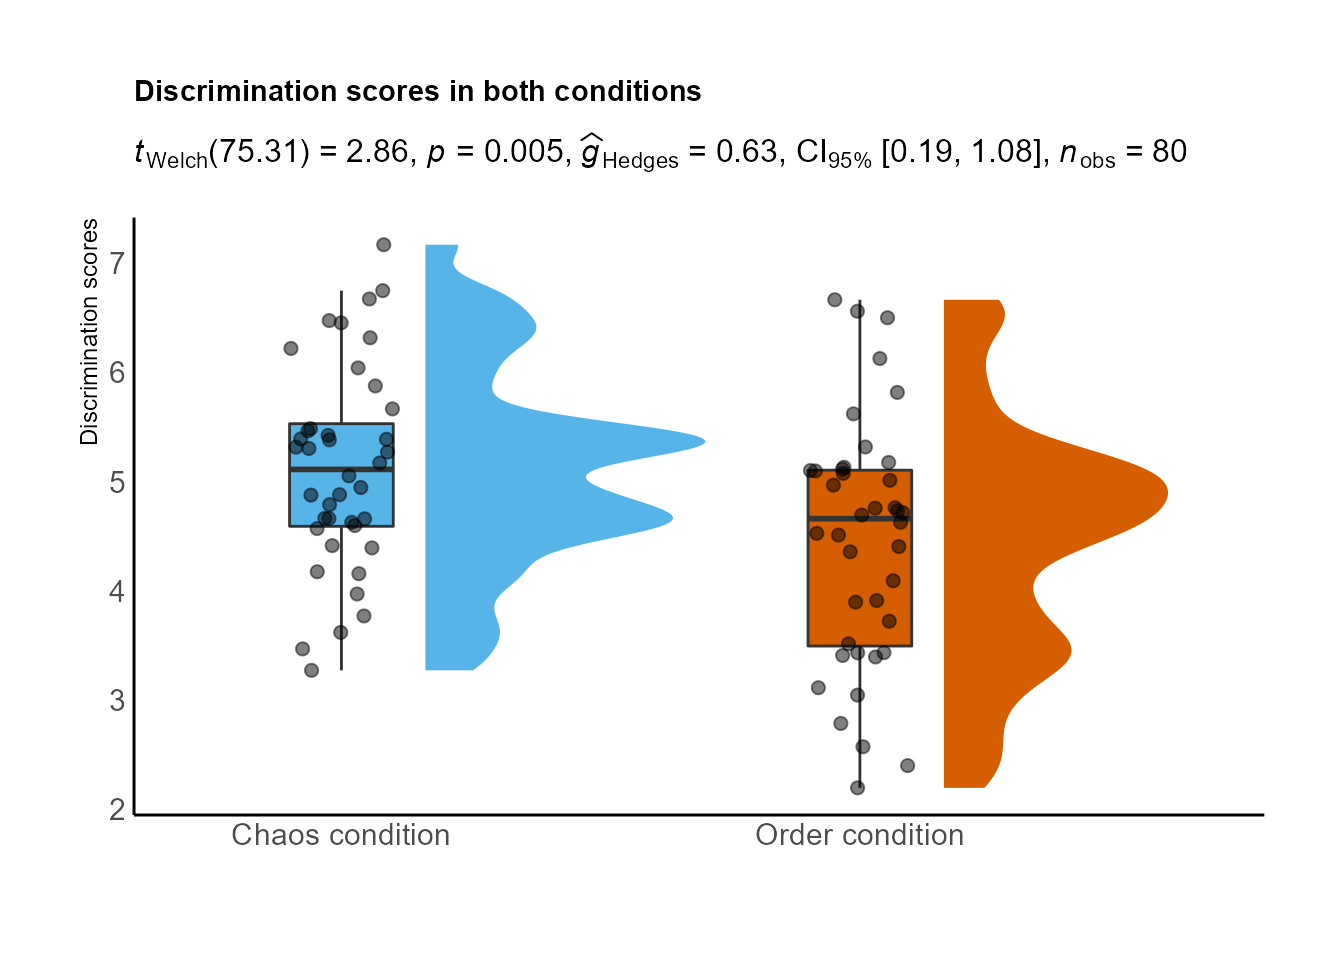 Discrimination scores in both conditions
tWelch(75.31) = 2.86, p = 0.005, ĝHedges = 0.63, CI95% [0.19, 1.08], nobs = 80
Discrimination scores
7
6
5
4
3
2
Chaos condition
Order condition